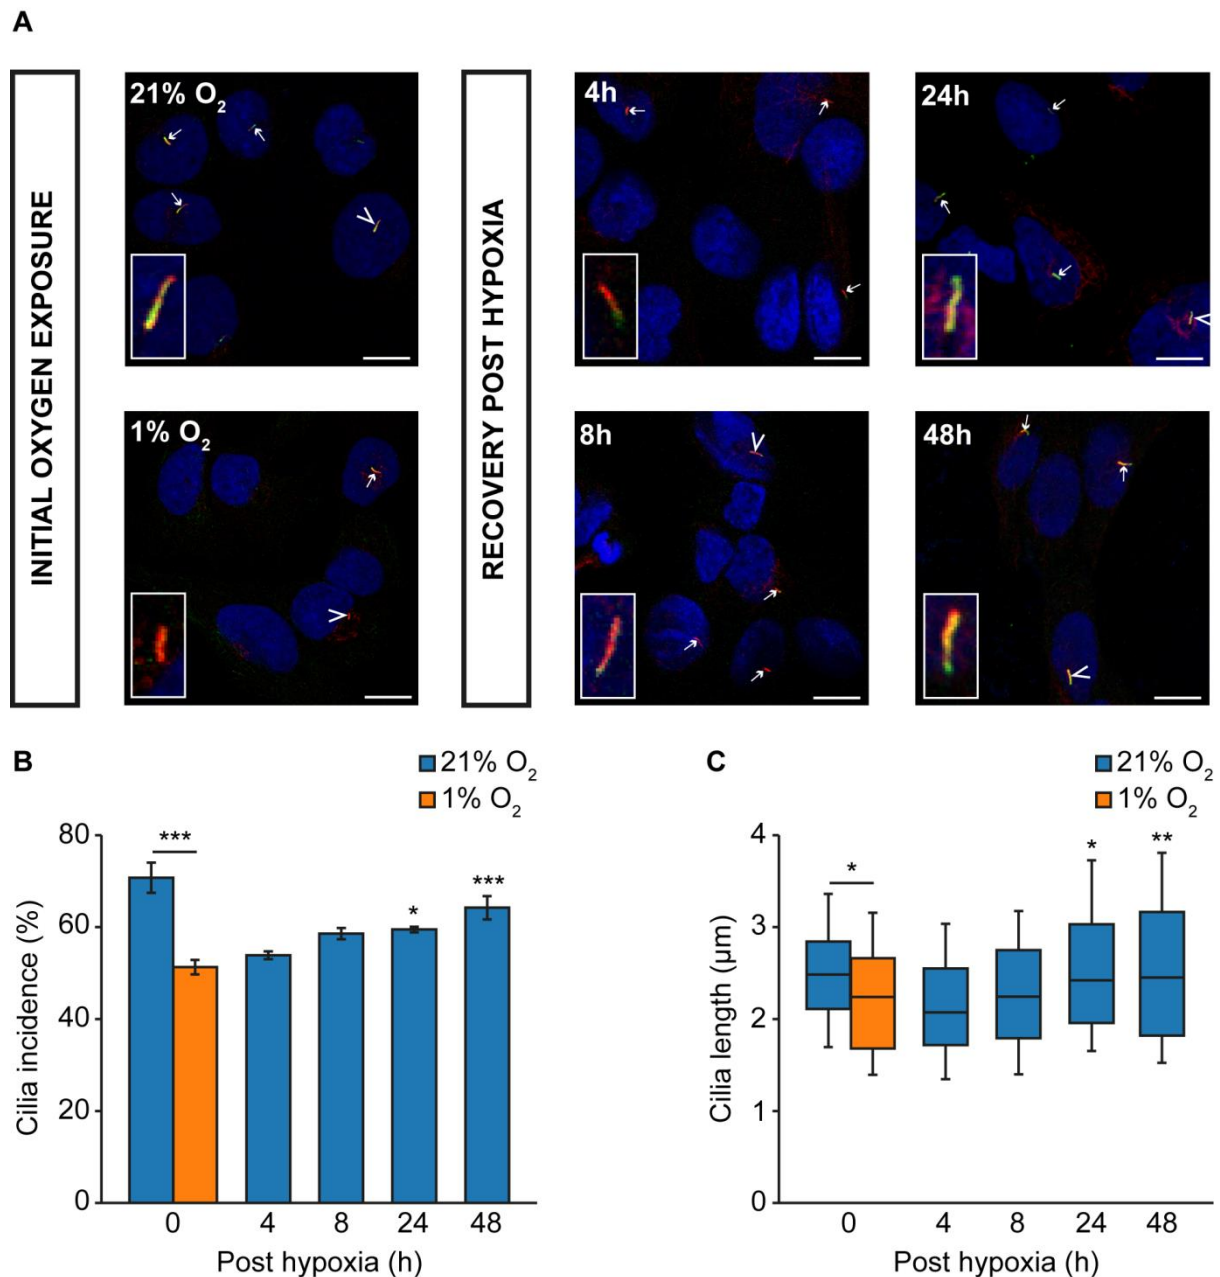 A
INITIAL OXYGEN EXPOSURE
21% O₂
1% O₂
RECOVERY POST HYPOXIA
4h
24h
8h
48h
B
21% O₂
1% O₂
Cilia incidence (%)
80
60
40
20
0
***
*
***
0 4 8 24 48
Post hypoxia (h)
C
21% O₂
1% O₂
Cilia length (µm)
4
3
2
1
0
*
*
**
0 4 8 24 48
Post hypoxia (h)